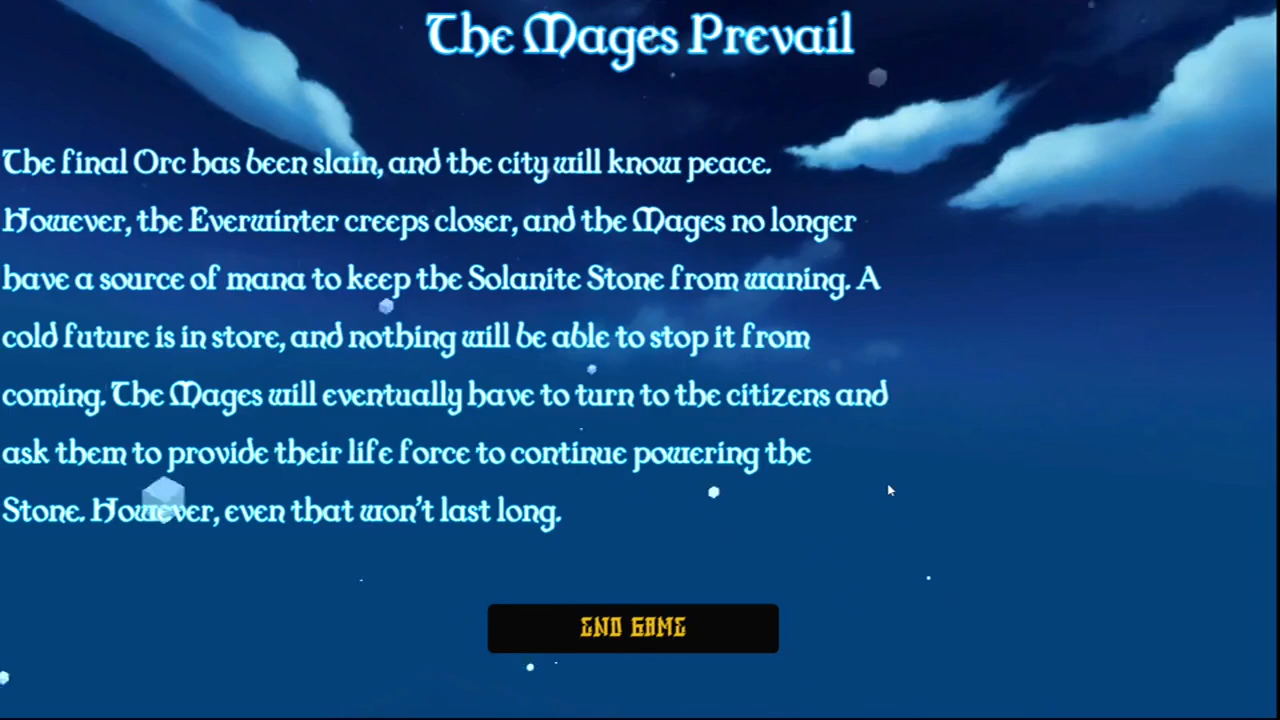 The Mages Prevail
The final Orc has been slain, and the city will know peace.
However, the Everwinter creeps closer, and the Mages no longer
have a source of mana to keep the Solanite Stone from waning. A
cold future is in store, and nothing will be able to stop it from
coming. The Mages will eventually have to turn to the citizens and
ask them to provide their life force to continue powering the
Stone. However, even that won't last long.
END GAME